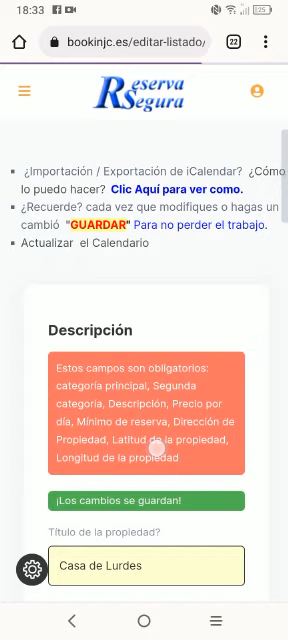 18:33
25
bookinjc.es/editar-listado/
22
Reserva
Segura
¿Importación / Exportación de iCalendar? ¿Cómo
lo puedo hacer? Clic Aquí para ver como.
¿Recuerde? cada vez que modifiques o hagas un
cambió "GUARDAR" Para no perder el trabajo.
Actualizar el Calendario
Descripción
Estos campos son obligatorios:
categoría principal, Segunda
categoría, Descripción, Precio por
día, Mínimo de reserva, Dirección de
Propiedad, Latitud de la propiedad,
Longitud de la propiedad
¡Los cambios se guardan!
Título de la propiedad?
Casa de Lurdes